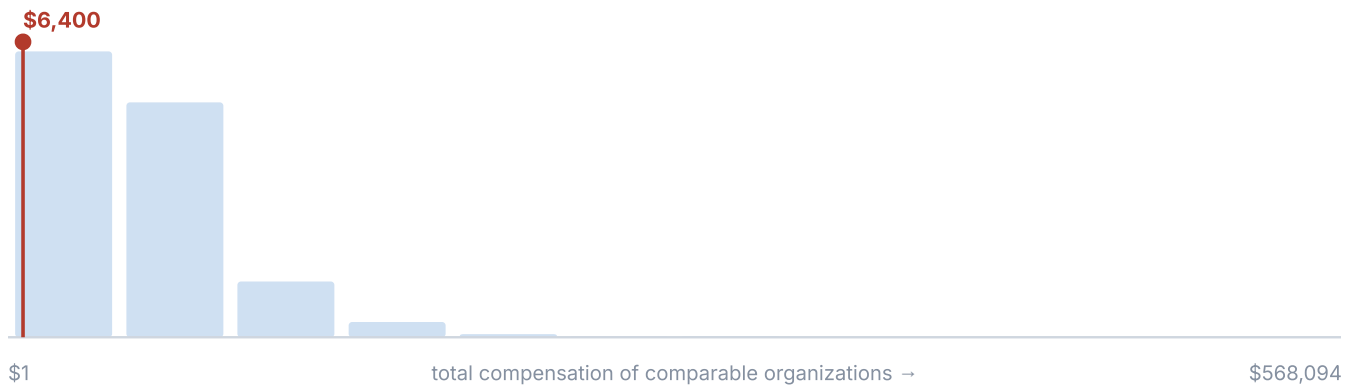 $6,400
$1
total compensation of comparable organizations →
$568,094